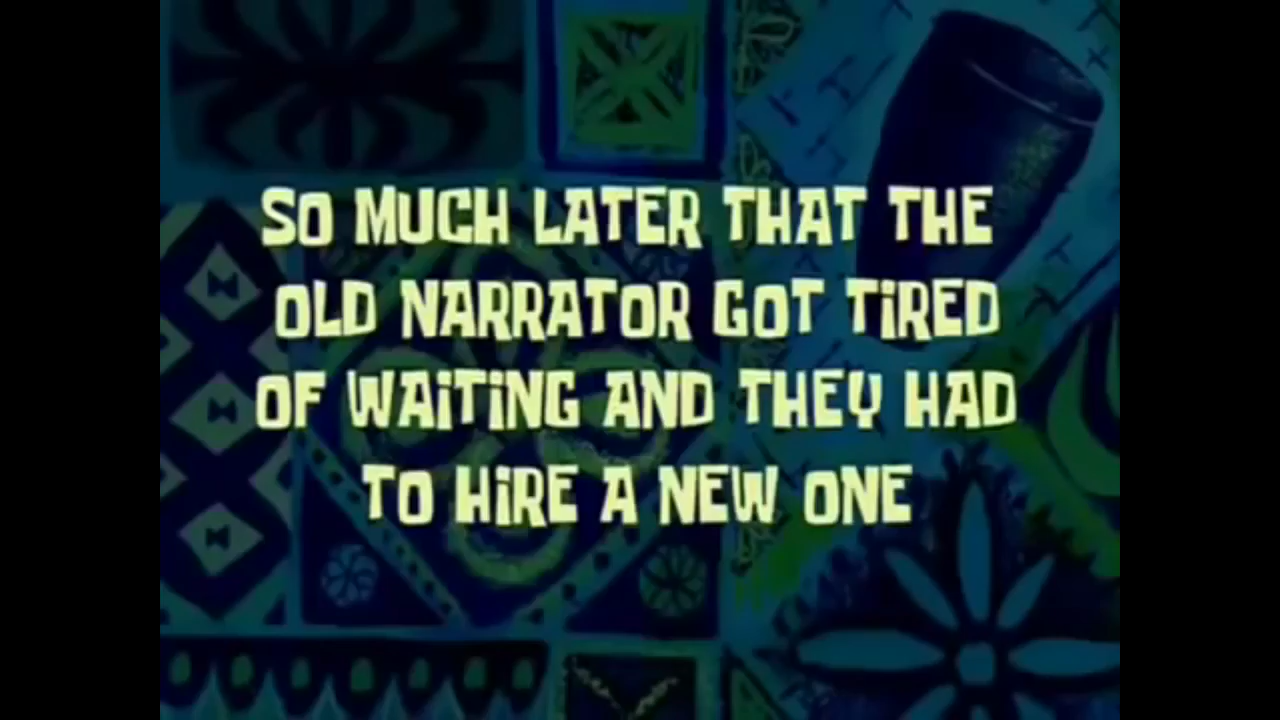 SO MUCH LATER THAT THE
OLD NARRATOR GOT TiRED
OF WAiTiNG AND THEY HAD
TO HiRE A NEW ONE